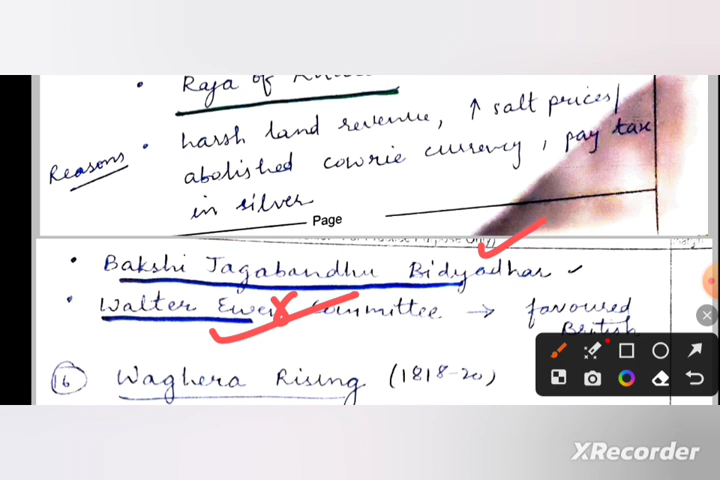 Raja of
Reasons • harsh land revenue, ↑ salt prices/
abolished cowrie currency, pay tax
in silver
Page
• Bakshi Jagabandhu Bidyadhar
• Walter Ewer Committee → favoured
British
16 Waghera Rising (1818-20)
XRecorder